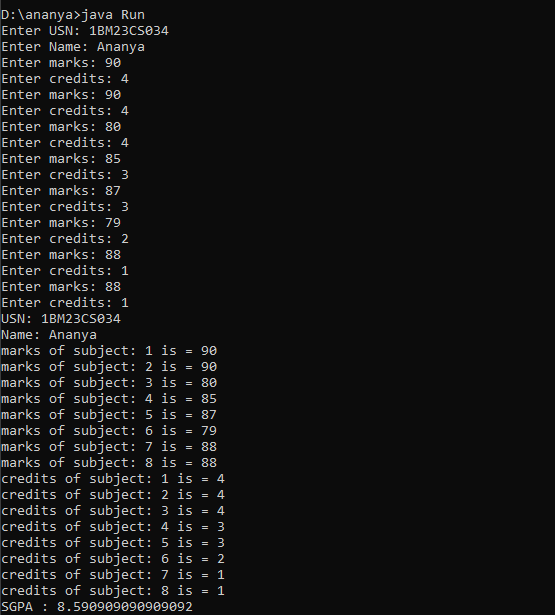 D:\ananya>java Run
Enter USN: 1BM23CS034
Enter Name: Ananya
Enter marks: 90
Enter credits: 4
Enter marks: 90
Enter credits: 4
Enter marks: 80
Enter credits: 4
Enter marks: 85
Enter credits: 3
Enter marks: 87
Enter credits: 3
Enter marks: 79
Enter credits: 2
Enter marks: 88
Enter credits: 1
Enter marks: 88
Enter credits: 1
USN: 1BM23CS034
Name: Ananya
marks of subject: 1 is = 90
marks of subject: 2 is = 90
marks of subject: 3 is = 80
marks of subject: 4 is = 85
marks of subject: 5 is = 87
marks of subject: 6 is = 79
marks of subject: 7 is = 88
marks of subject: 8 is = 88
credits of subject: 1 is = 4
credits of subject: 2 is = 4
credits of subject: 3 is = 4
credits of subject: 4 is = 3
credits of subject: 5 is = 3
credits of subject: 6 is = 2
credits of subject: 7 is = 1
credits of subject: 8 is = 1
SGPA : 8.590909090909092